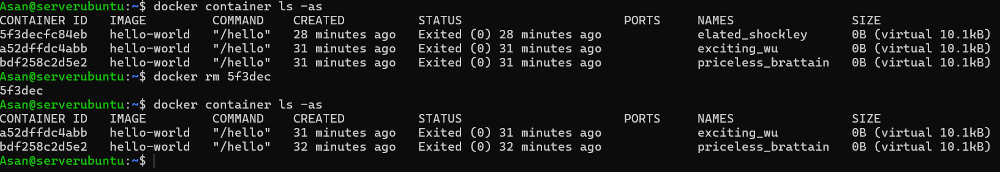 Asan@serverubuntu:~$ docker container ls -as
CONTAINER ID   IMAGE         COMMAND    CREATED          STATUS                      PORTS     NAMES               SIZE
5f3decfc84eb   hello-world   "/hello"   28 minutes ago   Exited (0) 28 minutes ago             elated_shockley     0B (virtual 10.1kB)
a52dffdc4abb   hello-world   "/hello"   31 minutes ago   Exited (0) 31 minutes ago             exciting_wu         0B (virtual 10.1kB)
bdf258c2d5e2   hello-world   "/hello"   31 minutes ago   Exited (0) 31 minutes ago             priceless_brattain   0B (virtual 10.1kB)
Asan@serverubuntu:~$ docker rm 5f3dec
5f3dec
Asan@serverubuntu:~$ docker container ls -as
CONTAINER ID   IMAGE         COMMAND    CREATED          STATUS                      PORTS     NAMES               SIZE
a52dffdc4abb   hello-world   "/hello"   31 minutes ago   Exited (0) 31 minutes ago             exciting_wu         0B (virtual 10.1kB)
bdf258c2d5e2   hello-world   "/hello"   32 minutes ago   Exited (0) 32 minutes ago             priceless_brattain   0B (virtual 10.1kB)
Asan@serverubuntu:~$